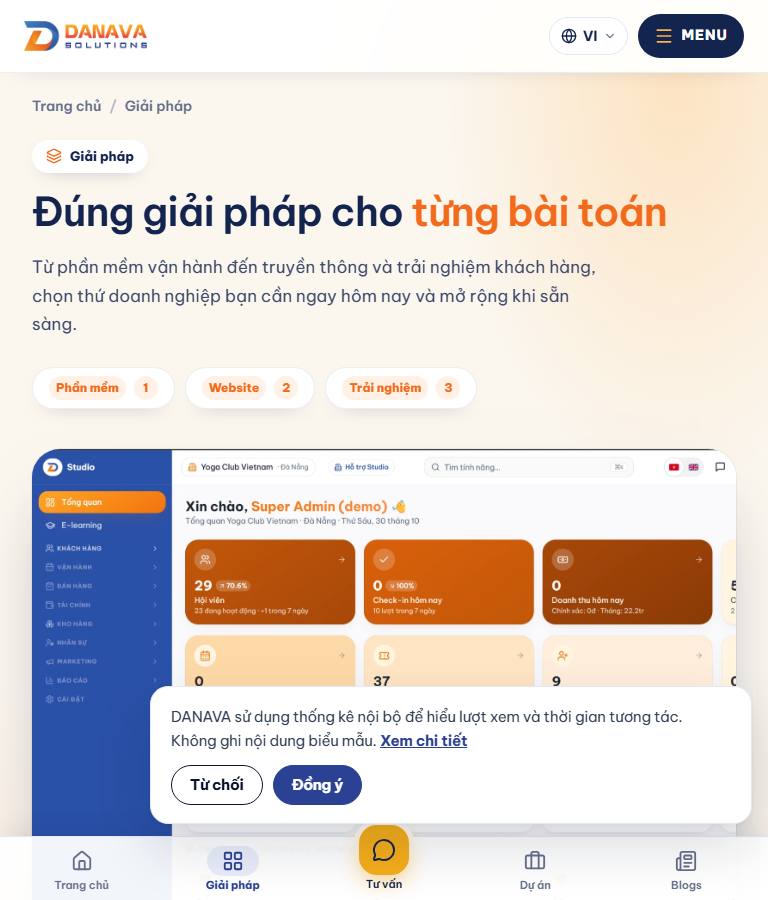 DANAVA
SOLUTIONS
VI
MENU
Trang chủ / Giải pháp
Giải pháp
Đúng giải pháp cho từng bài toán
Từ phần mềm vận hành đến truyền thông và trải nghiệm khách hàng,
chọn thứ doanh nghiệp bạn cần ngay hôm nay và mở rộng khi sẵn
sàng.
Phần mềm 1 Website 2 Trải nghiệm 3
Studio
Yoga Club Vietnam · Đà Nẵng
Hỗ trợ Studio
Tìm tính năng...
⌘K
Tổng quan
E-learning
KHÁCH HÀNG
VẬN HÀNH
BÁN HÀNG
TÀI CHÍNH
KHO HÀNG
NHÂN SỰ
MARKETING
BÁO CÁO
CÀI ĐẶT
Xin chào, Super Admin (demo) 👋
Tổng quan Yoga Club Vietnam · Đà Nẵng · Thứ Sáu, 30 tháng 10
29 ↗ 70.6%
Hội viên
23 đang hoạt động · +1 trong 7 ngày
0 ↘ 100%
Check-in hôm nay
10 lượt trong 7 ngày
0
Doanh thu hôm nay
Chính xác: 0đ · Tháng: 22.2tr
0
37
9
DANAVA sử dụng thống kê nội bộ để hiểu lượt xem và thời gian tương tác.
Không ghi nội dung biểu mẫu. Xem chi tiết
Từ chối
Đồng ý
Trang chủ
Giải pháp
Tư vấn
Dự án
Blogs